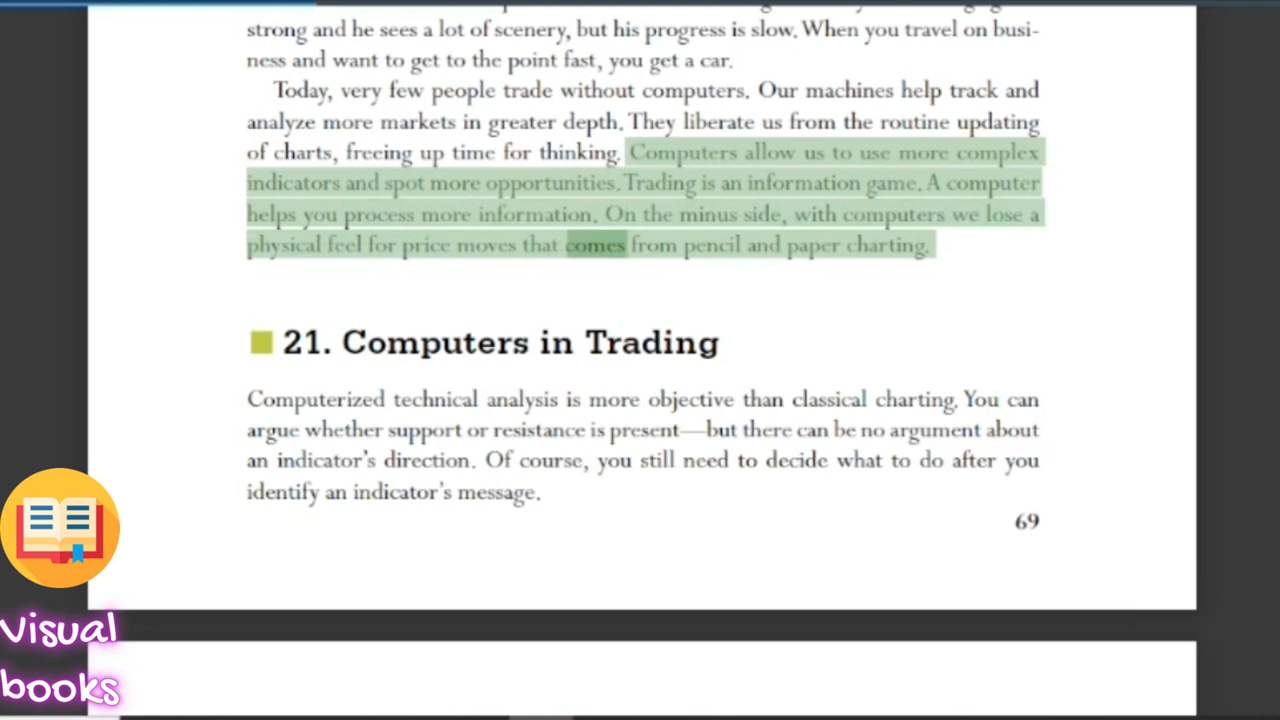 strong and he sees a lot of scenery, but his progress is slow. When you travel on busi-
ness and want to get to the point fast, you get a car.
Today, very few people trade without computers. Our machines help track and
analyze more markets in greater depth. They liberate us from the routine updating
of charts, freeing up time for thinking. Computers allow us to use more complex
indicators and spot more opportunities. Trading is an information game. A computer
helps you process more information. On the minus side, with computers we lose a
physical feel for price moves that comes from pencil and paper charting.
21. Computers in Trading
Computerized technical analysis is more objective than classical charting. You can
argue whether support or resistance is present—but there can be no argument about
an indicator's direction. Of course, you still need to decide what to do after you
identify an indicator's message.
69
Visual
books